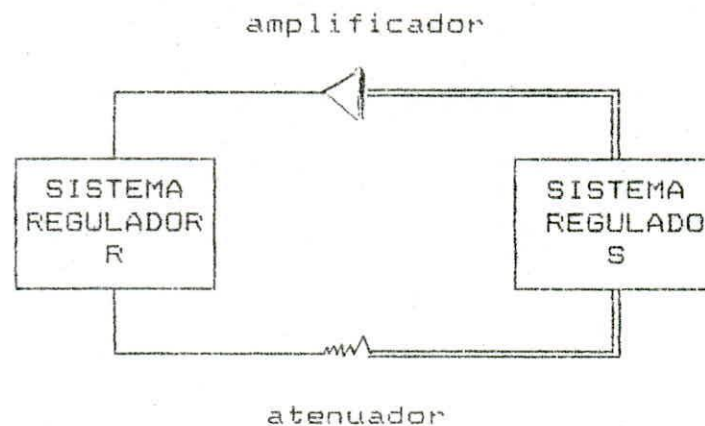 amplificador
SISTEMA
REGULADOR
R
SISTEMA
REGULADO
S
atenuador